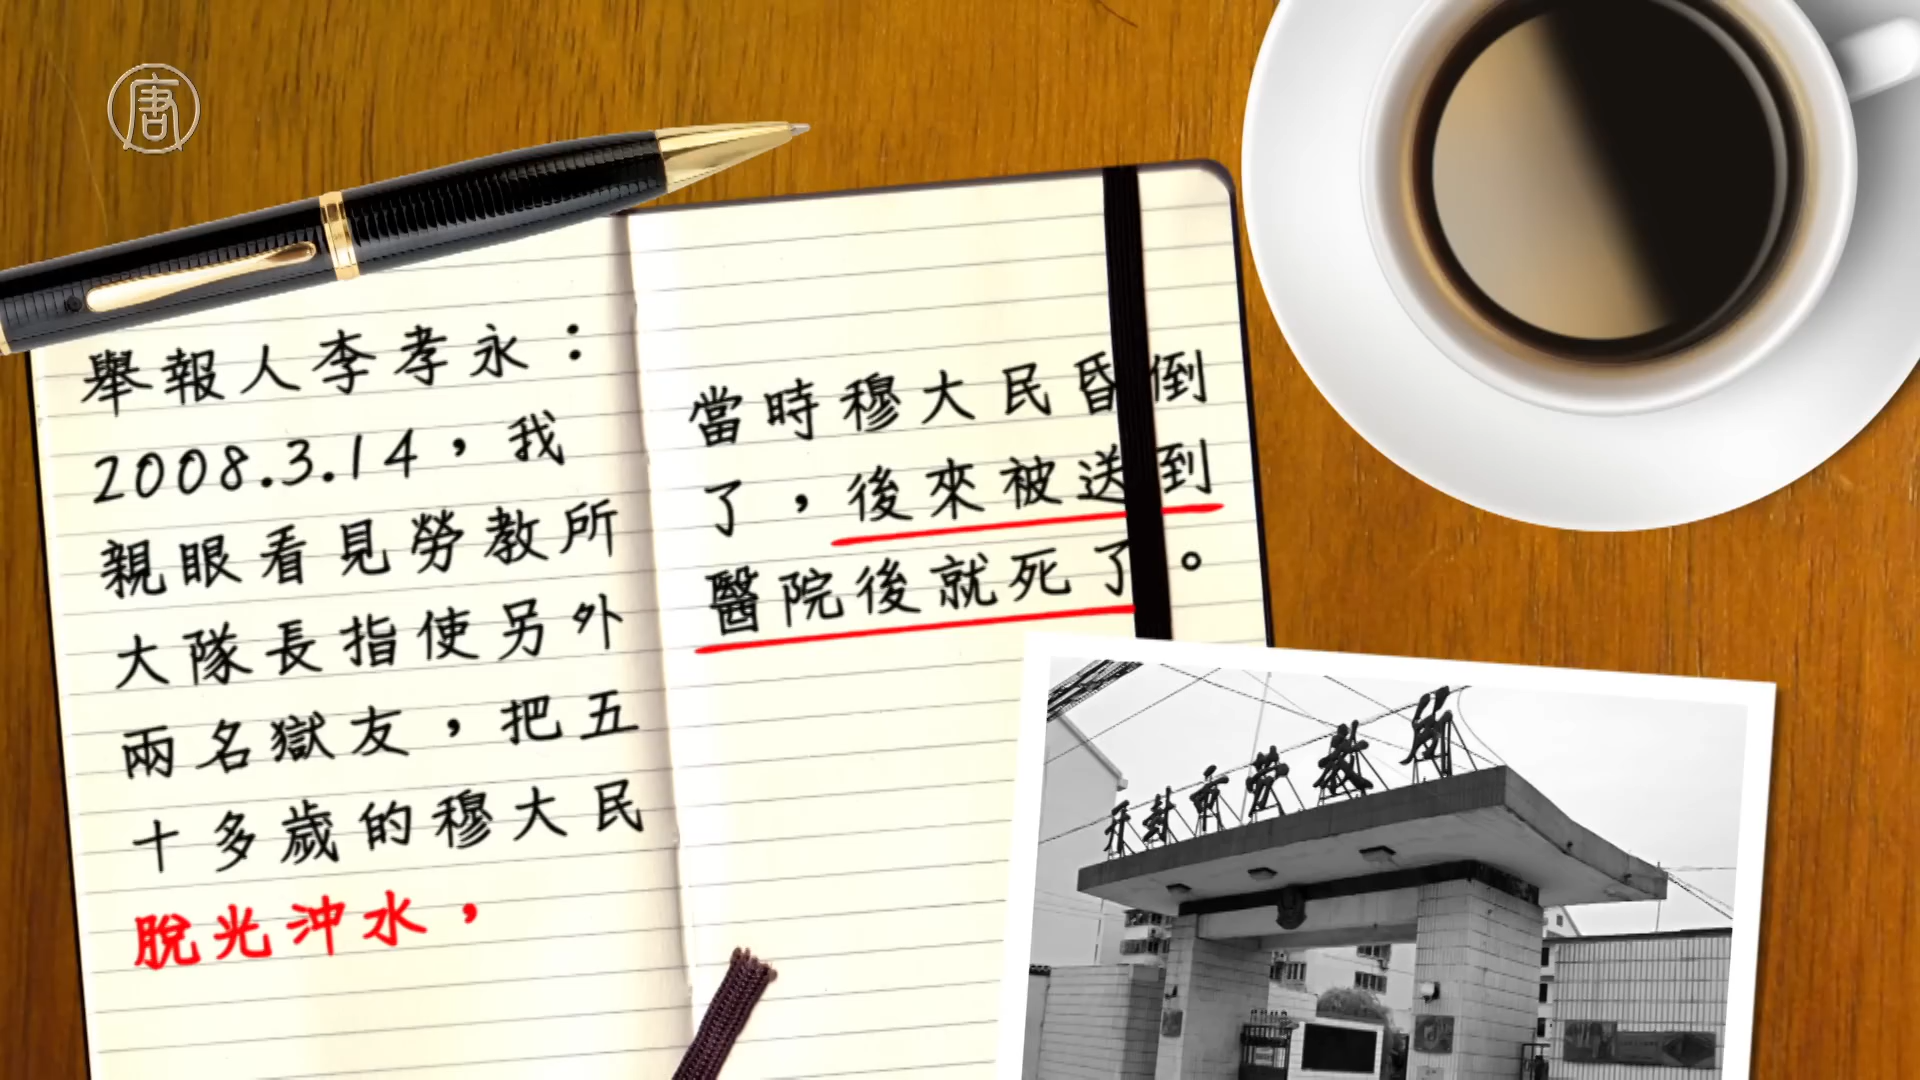 唐
舉報人李孝永：
2008.3.14，我
親眼看見勞教所
大隊長指使另外
兩名獄友，把五
十多歲的穆大民
脫光沖水，
當時穆大民昏倒
了，後來被送到
醫院後就死了。
开封市劳教所